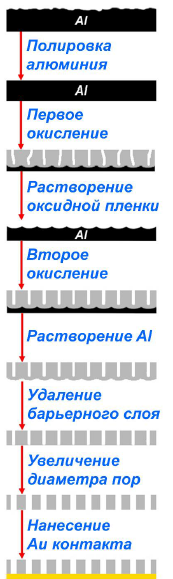 Al
Полировка
алюминия
Al
Первое
окисление
Растворение
оксидной пленки
Al
Второе
окисление
Растворение Al
Удаление
барьерного слоя
Увеличение
диаметра пор
Нанесение
Au контакта